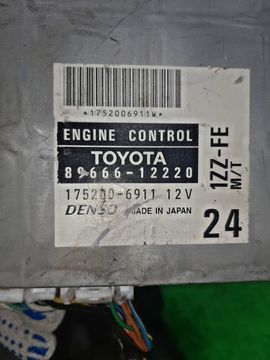 *1752006911W*
ENGINE CONTROL
TOYOTA
89666-12220
175200-6911 12V
DENSO MADE IN JAPAN
1ZZ-FE
M/T
24